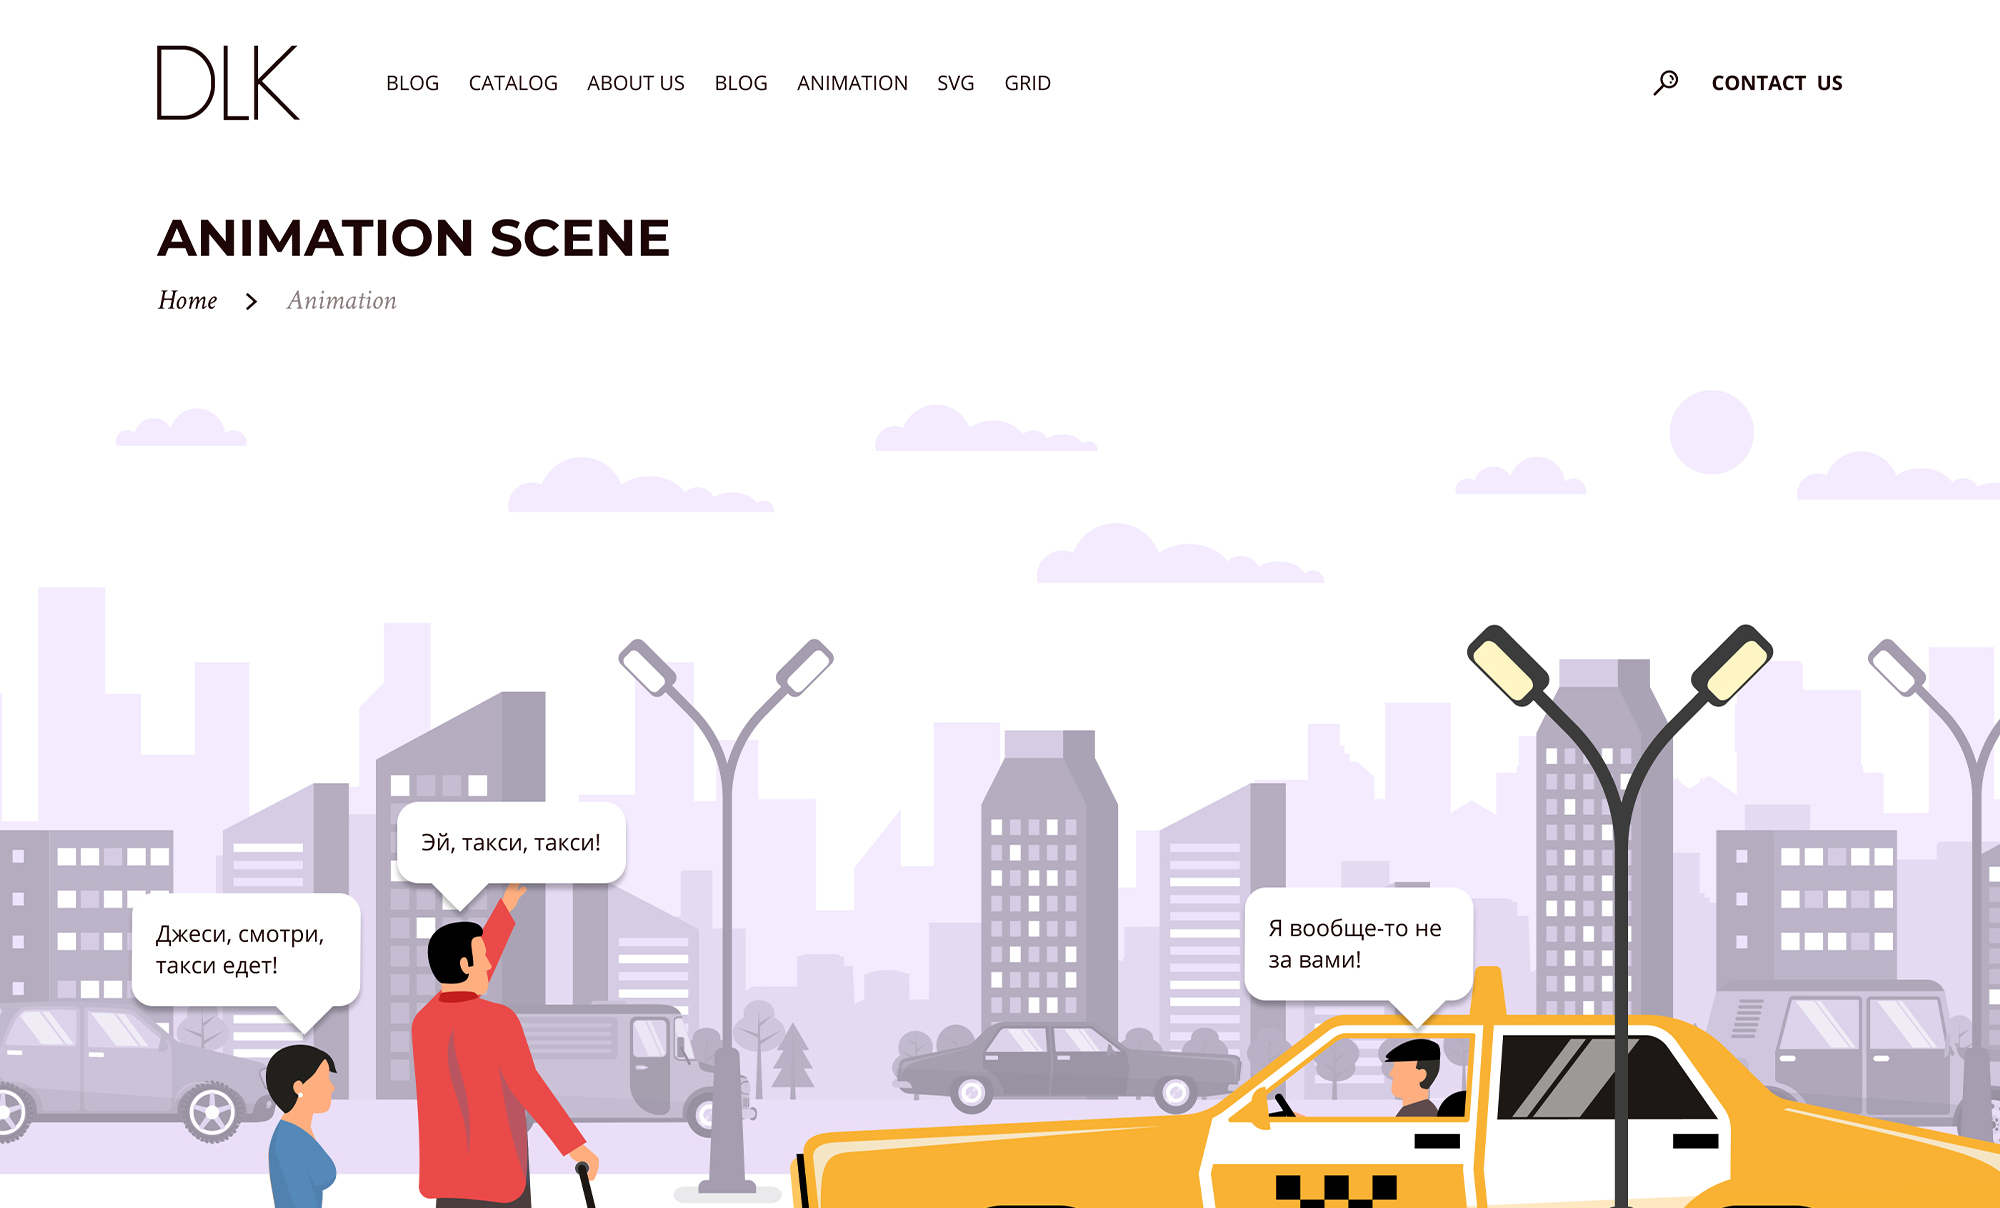 DLK
BLOG CATALOG ABOUT US BLOG ANIMATION SVG GRID
CONTACT US
ANIMATION SCENE
Home > Animation
Эй, такси, такси!
Джеси, смотри,
такси едет!
Я вообще-то не
за вами!